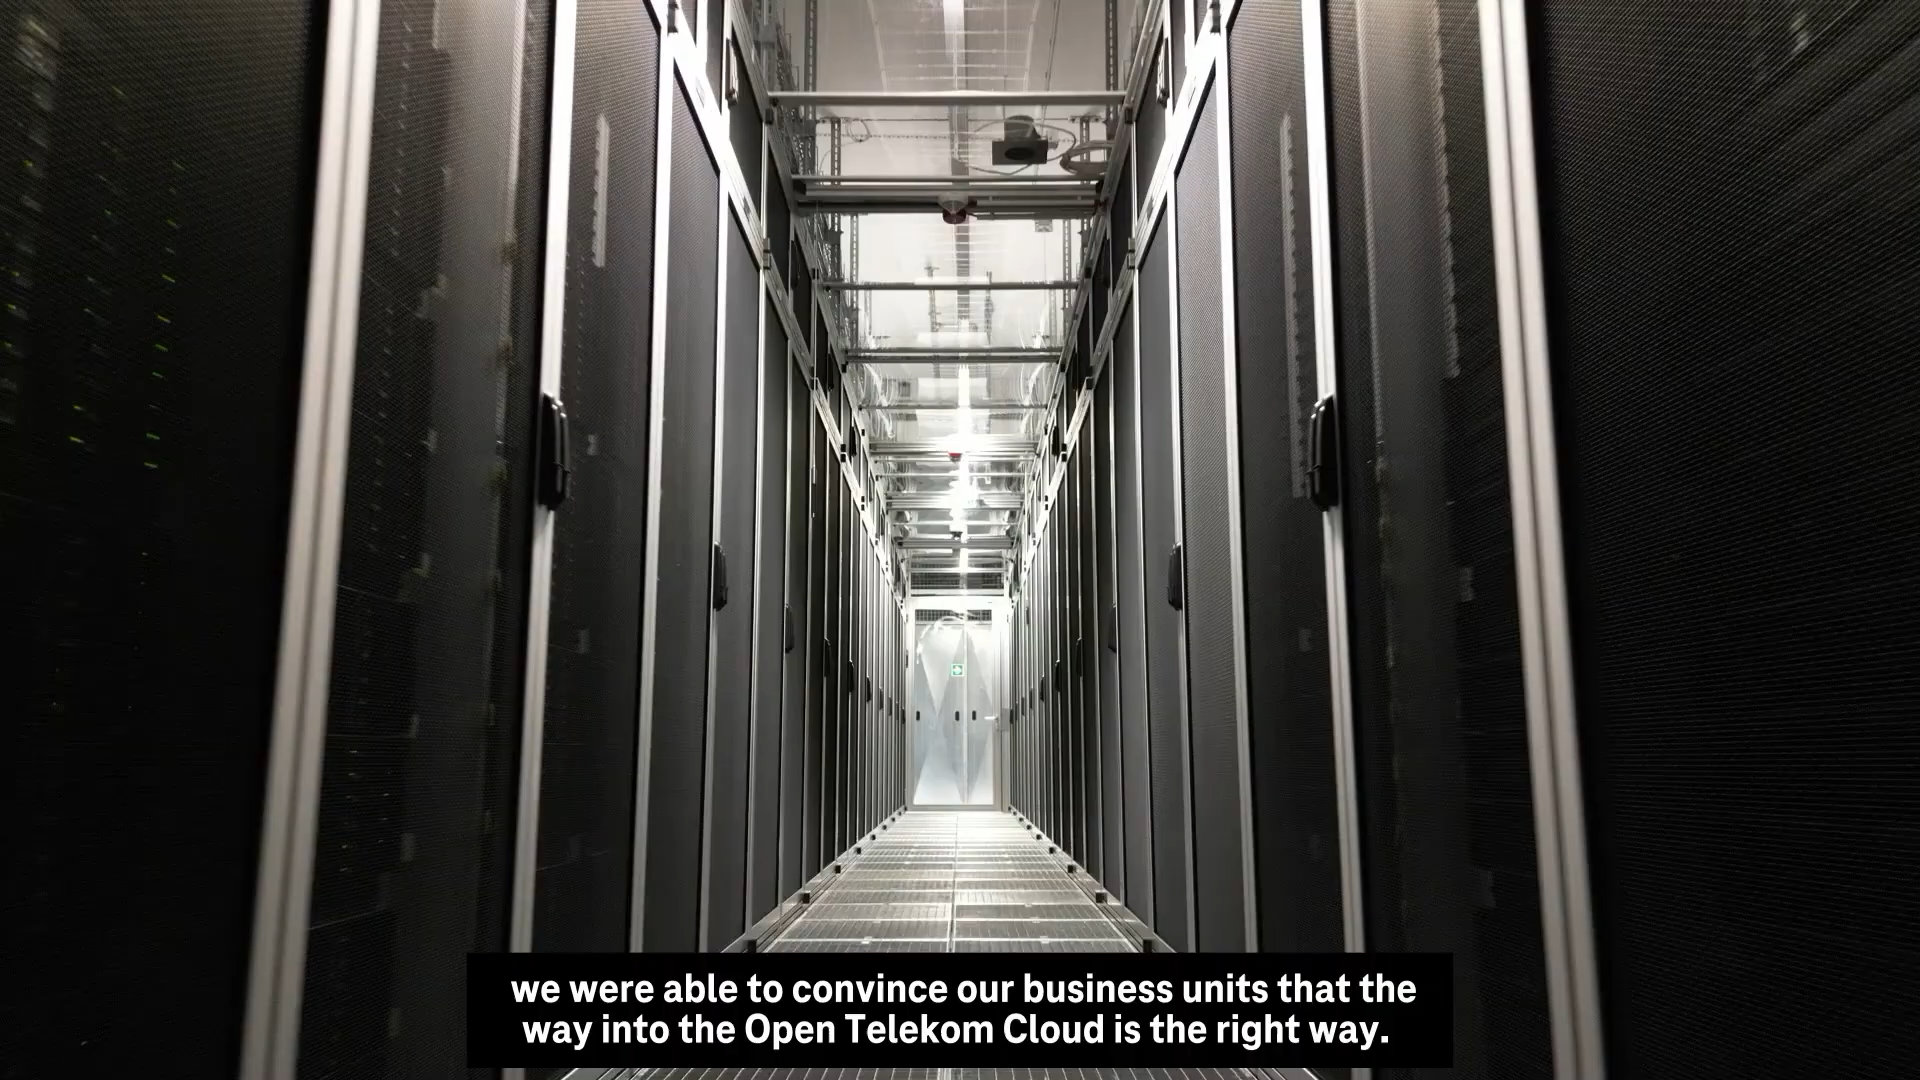 we were able to convince our business units that the
way into the Open Telekom Cloud is the right way.